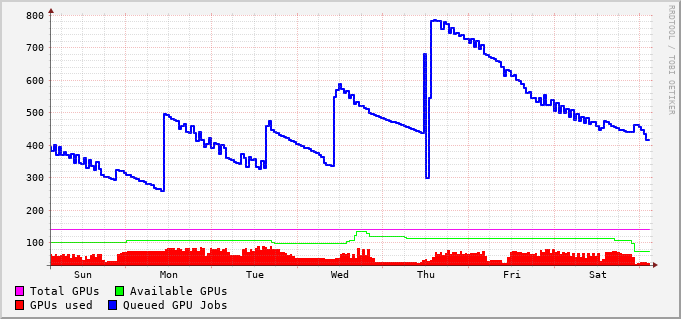 800
700
600
500
400
300
200
100
Sun Mon Tue Wed Thu Fri Sat
Total GPUs Available GPUs
GPUs used Queued GPU Jobs
RRDTOOL / TOBI OETIKER